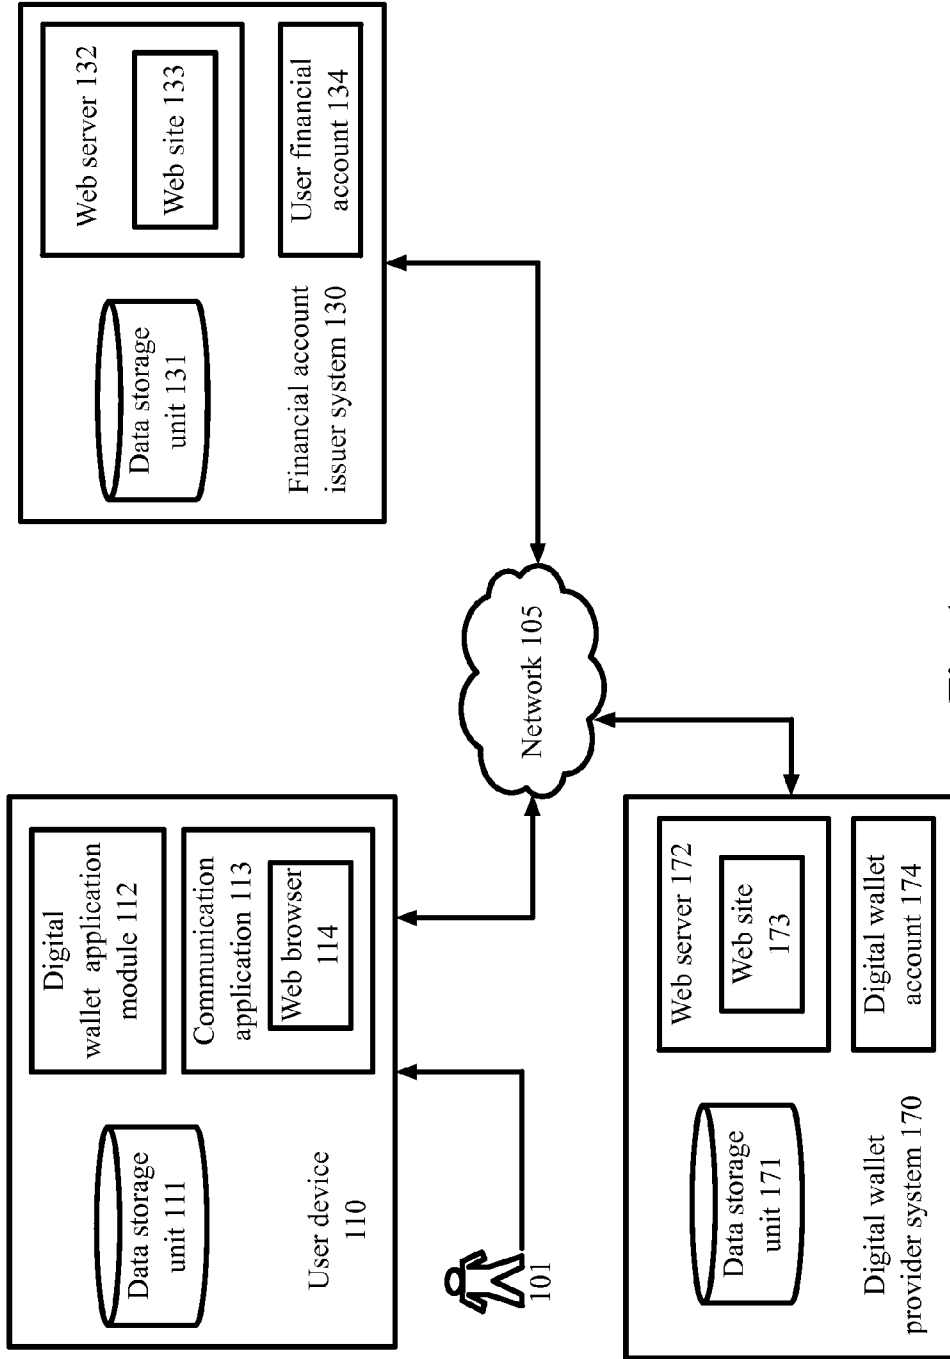 Data storage
unit 111
User device
110
Digital
wallet application
module 112
Communication
application 113
Web browser
114
101
Network 105
Data storage
unit 131
Financial account
issuer system 130
Web server 132
Web site 133
User financial
account 134
Data storage
unit 171
Digital wallet
provider system 170
Web server 172
Web site
173
Digital wallet
account 174